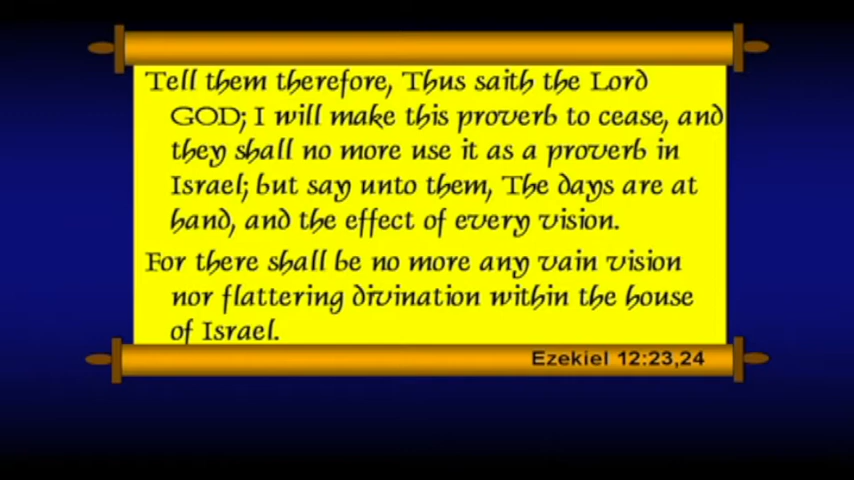 Tell them therefore, Thus saith the Lord
GOD; I will make this proverb to cease, and
they shall no more use it as a proverb in
Israel; but say unto them, The days are at
hand, and the effect of every vision.
For there shall be no more any vain vision
nor flattering divination within the house
of Israel.
Ezekiel 12:23,24